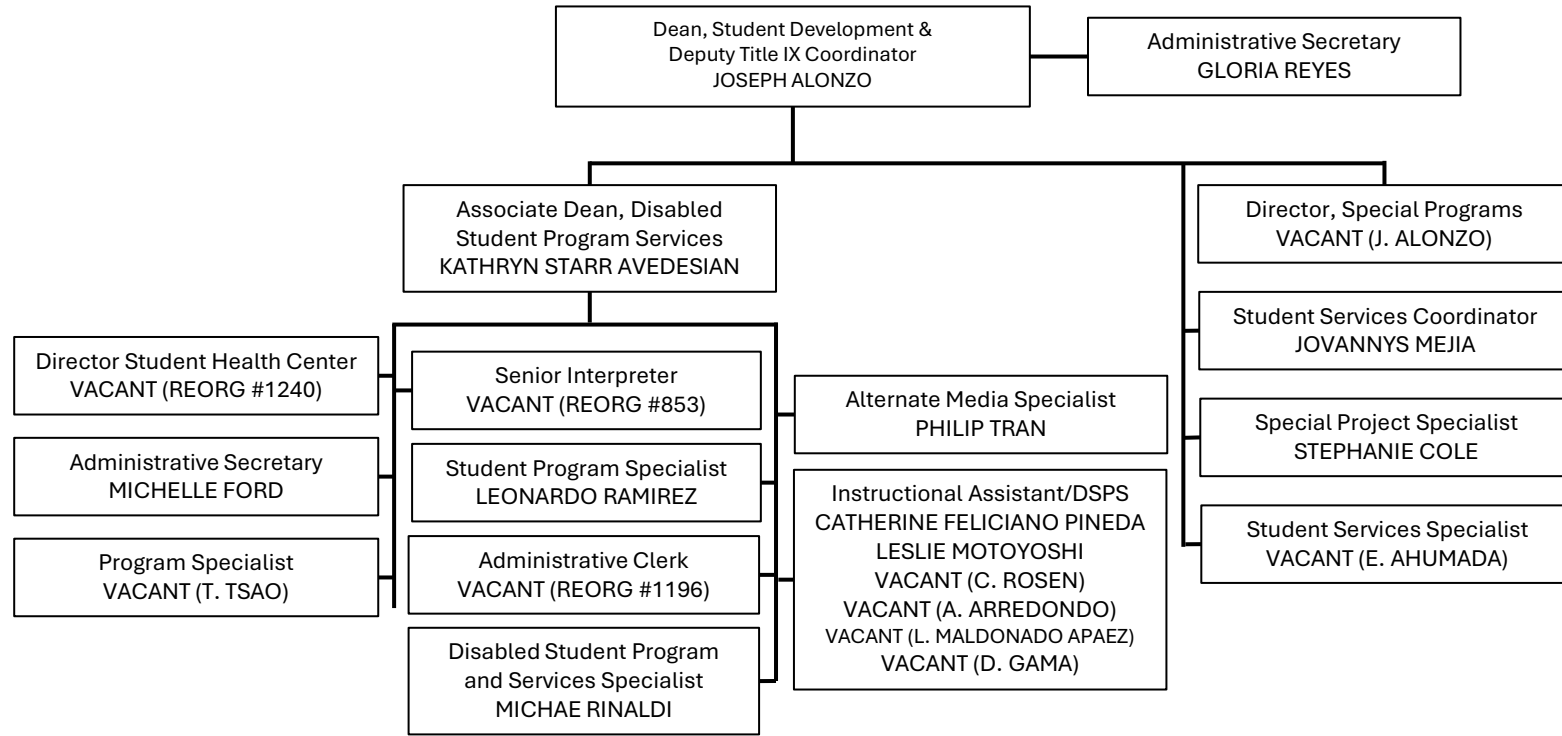 Dean, Student Development &
Deputy Title IX Coordinator
JOSEPH ALONZO
Administrative Secretary
GLORIA REYES
Associate Dean, Disabled
Student Program Services
KATHRYN STARR AVEDESIAN
Director, Special Programs
VACANT (J. ALONZO)
Student Services Coordinator
JOVANNYS MEJIA
Special Project Specialist
STEPHANIE COLE
Student Services Specialist
VACANT (E. AHUMADA)
Director Student Health Center
VACANT (REORG #1240)
Administrative Secretary
MICHELLE FORD
Program Specialist
VACANT (T. TSAO)
Senior Interpreter
VACANT (REORG #853)
Student Program Specialist
LEONARDO RAMIREZ
Administrative Clerk
VACANT (REORG #1196)
Disabled Student Program
and Services Specialist
MICHAE RINALDI
Alternate Media Specialist
PHILIP TRAN
Instructional Assistant/DSPS
CATHERINE FELICIANO PINEDA
LESLIE MOTOYOSHI
VACANT (C. ROSEN)
VACANT (A. ARREDONDO)
VACANT (L. MALDONADO APAEZ)
VACANT (D. GAMA)